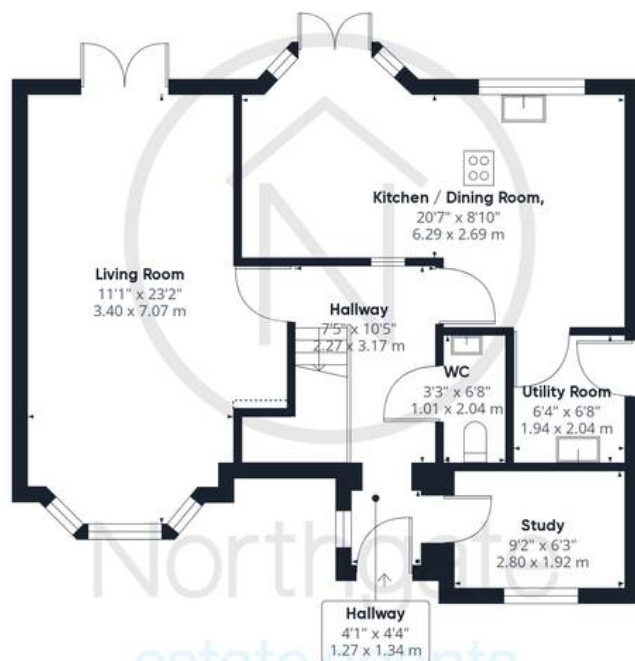 Kitchen / Dining Room,
20'7" x 8'10"
6.29 x 2.69 m
Living Room
11'1" x 23'2"
3.40 x 7.07 m
Hallway
7'5" x 10'5"
2.27 x 3.17 m
WC
3'3" x 6'8"
1.01 x 2.04 m
Utility Room
6'4" x 6'8"
1.94 x 2.04 m
Study
9'2" x 6'3"
2.80 x 1.92 m
Northgate
Hallway
4'1" x 4'4"
1.27 x 1.34 m
estate agents